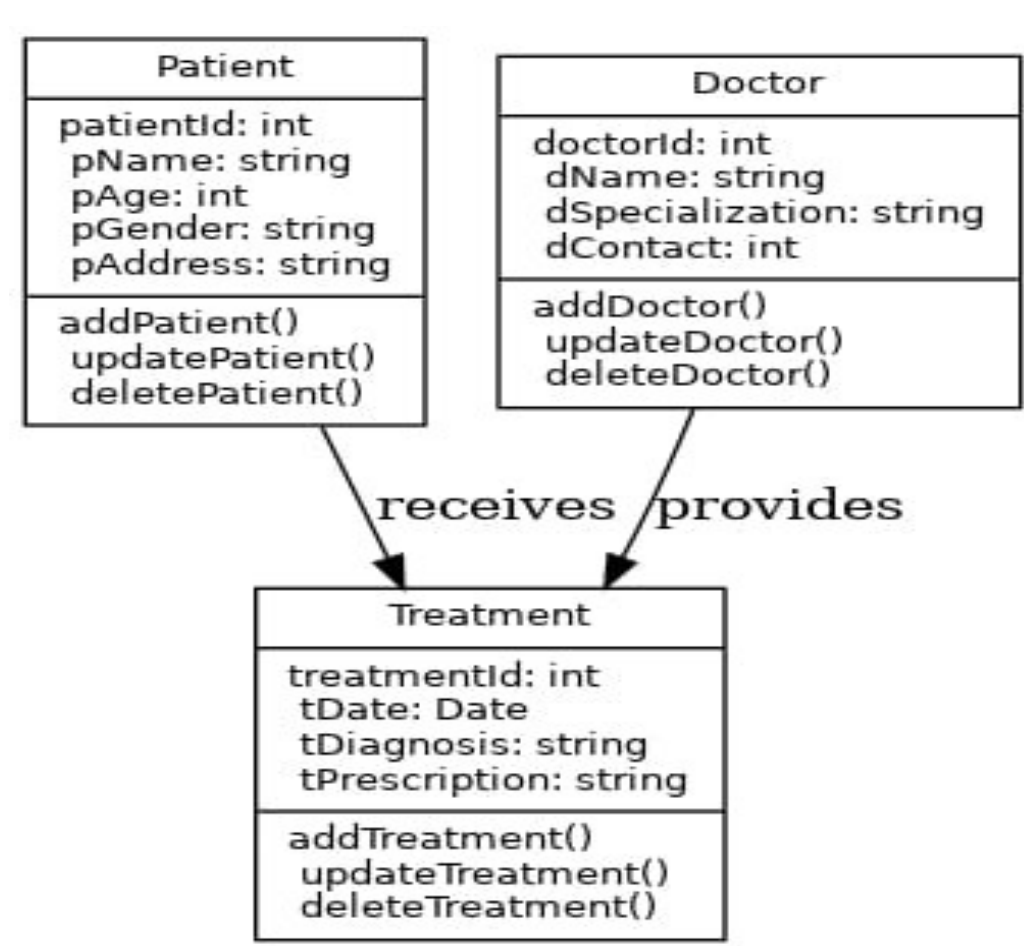 Patient
patientId: int
pName: string
pAge: int
pGender: string
pAddress: string
addPatient()
updatePatient()
deletePatient()
Doctor
doctorId: int
dName: string
dSpecialization: string
dContact: int
addDoctor()
updateDoctor()
deleteDoctor()
receives
provides
Treatment
treatmentId: int
tDate: Date
tDiagnosis: string
tPrescription: string
addTreatment()
updateTreatment()
deleteTreatment()